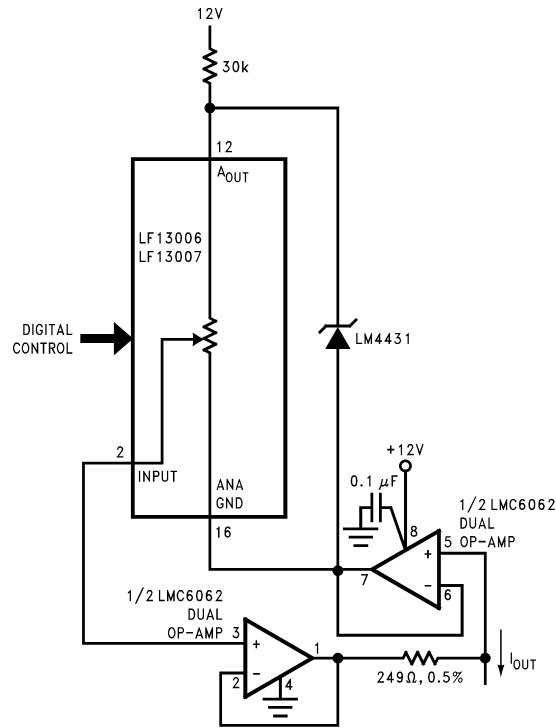 12V
30k
12
AOUT
LF13006
LF13007
DIGITAL
CONTROL
LM4431
2
INPUT
ANA
GND
16
+12V
0.1 μF
8
1/2 LMC6062
DUAL
OP-AMP
5
+
7
−
6
1/2 LMC6062
DUAL
OP-AMP
3
+
1
−
2
4
249Ω, 0.5%
IOUT